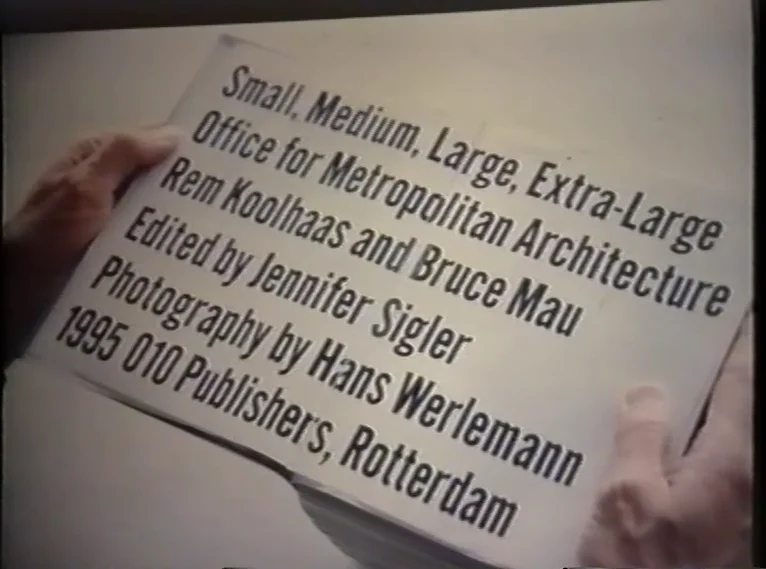 Small, Medium, Large, Extra-Large
Office for Metropolitan Architecture
Rem Koolhaas and Bruce Mau
Edited by Jennifer Sigler
Photography by Hans Werlemann
1995 010 Publishers, Rotterdam